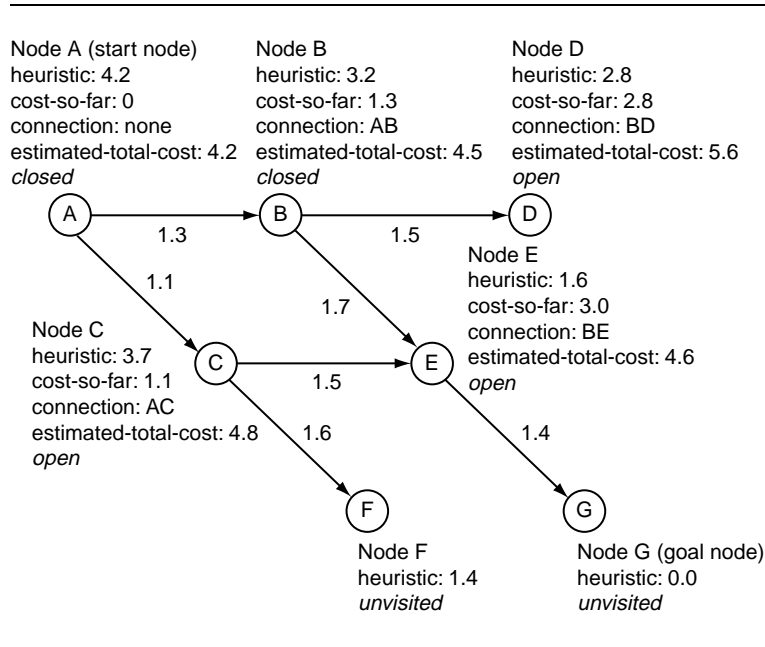 Node A (start node)
heuristic: 4.2
cost-so-far: 0
connection: none
estimated-total-cost: 4.2
closed
Node B
heuristic: 3.2
cost-so-far: 1.3
connection: AB
estimated-total-cost: 4.5
closed
Node D
heuristic: 2.8
cost-so-far: 2.8
connection: BD
estimated-total-cost: 5.6
open
A
B
D
1.3
1.5
1.1
1.7
Node E
heuristic: 1.6
cost-so-far: 3.0
connection: BE
estimated-total-cost: 4.6
open
Node C
heuristic: 3.7
cost-so-far: 1.1
connection: AC
estimated-total-cost: 4.8
open
C
E
1.5
1.6
1.4
F
G
Node F
heuristic: 1.4
unvisited
Node G (goal node)
heuristic: 0.0
unvisited